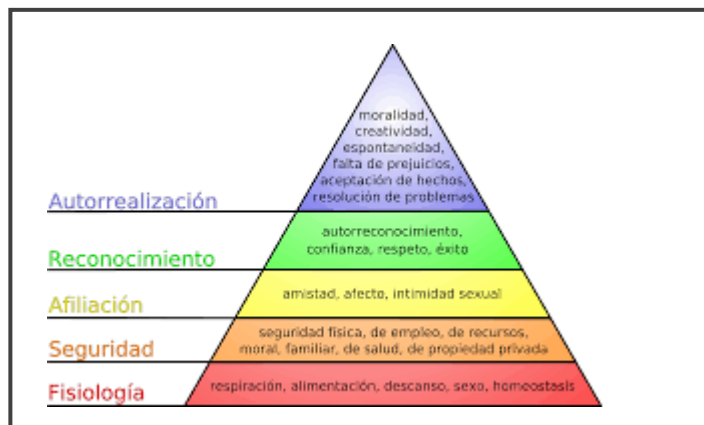 moralidad,
creatividad,
espontaneidad,
falta de prejuicios,
aceptación de hechos,
resolución de problemas
Autorrealización
autorreconocimiento,
confianza, respeto, éxito
Reconocimiento
amistad, afecto, intimidad sexual
Afiliación
seguridad física, de empleo, de recursos,
moral, familiar, de salud, de propiedad privada
Seguridad
respiración, alimentación, descanso, sexo, homeostasis
Fisiología